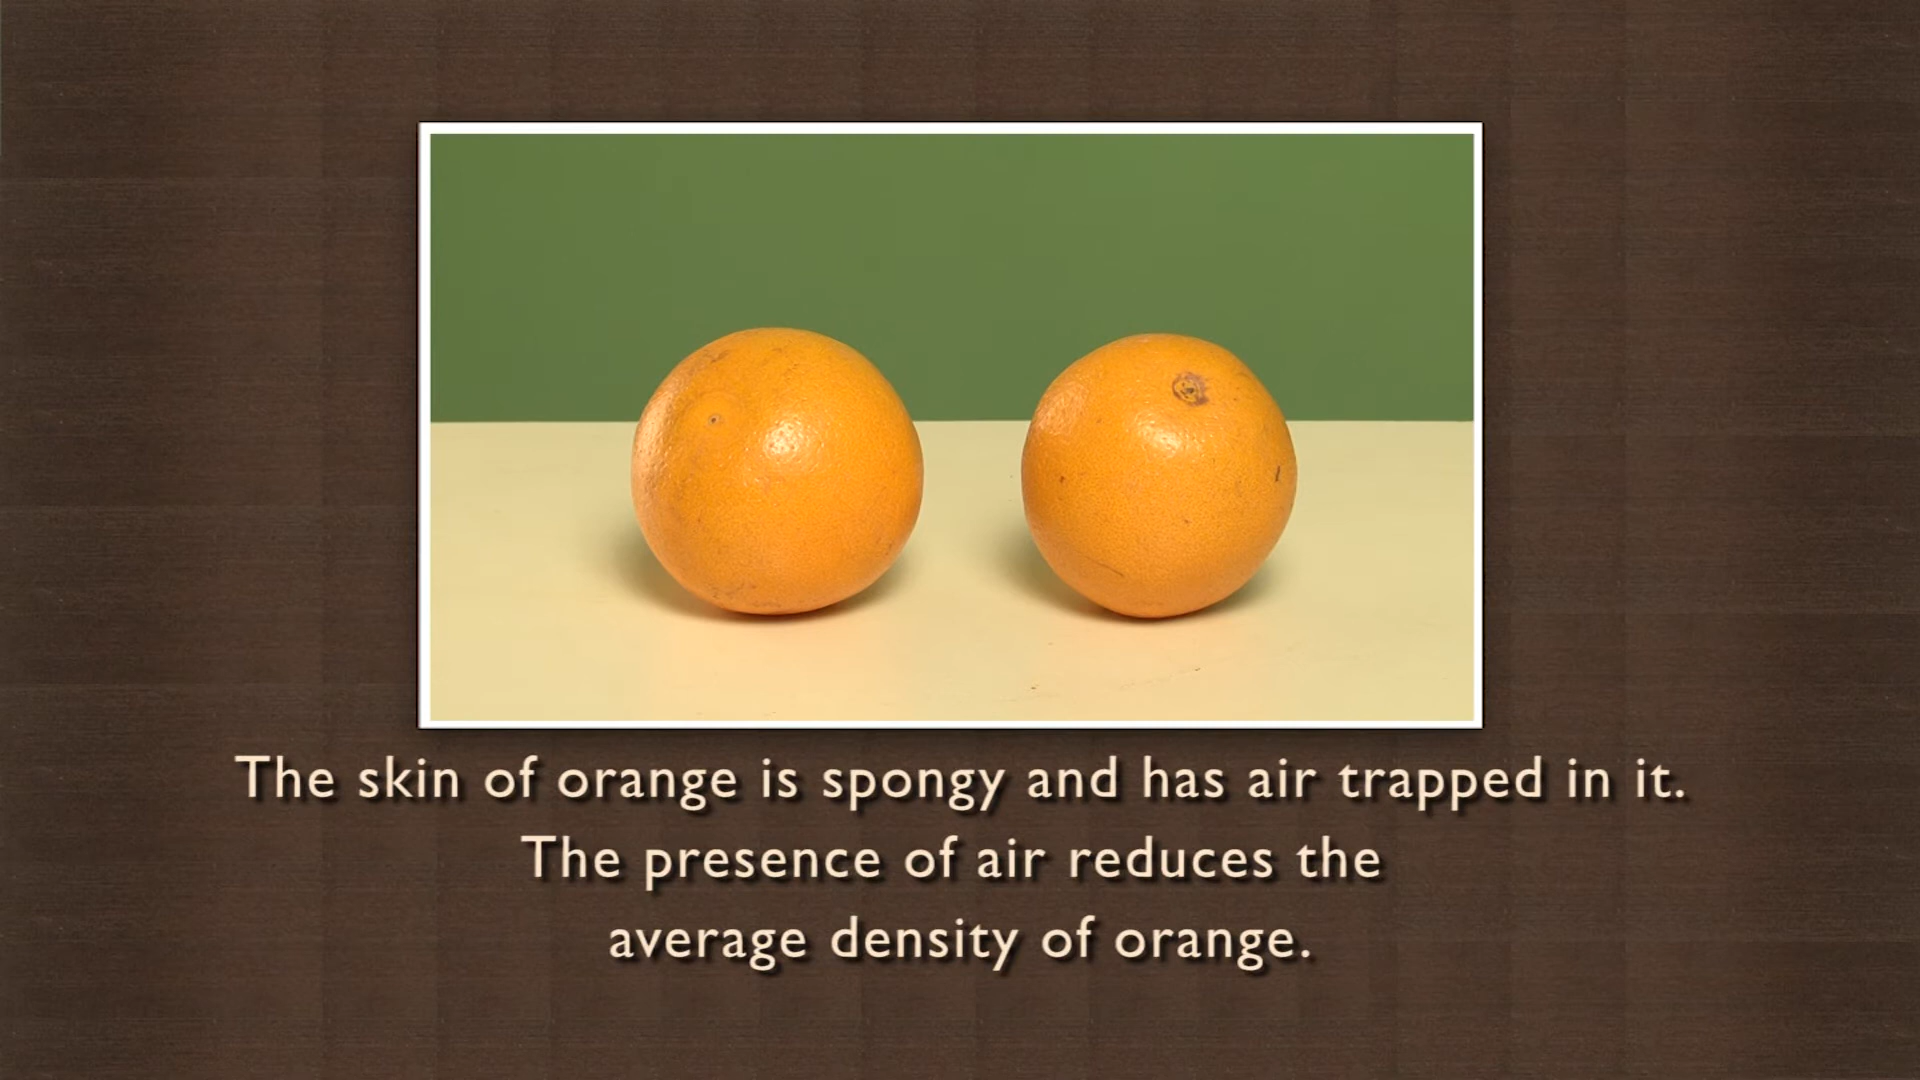 The skin of orange is spongy and has air trapped in it.
The presence of air reduces the
average density of orange.